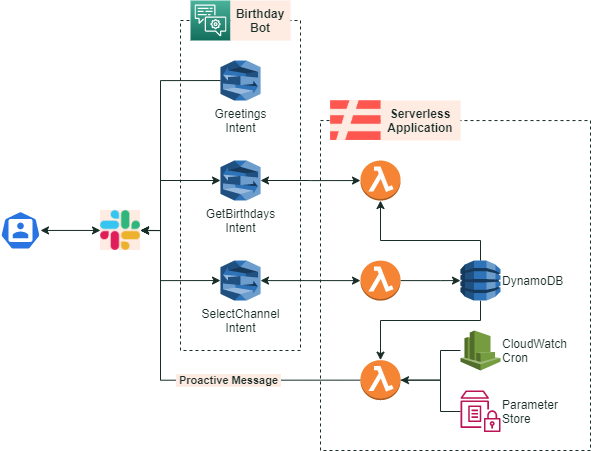 Birthday
Bot
Greetings
Intent
Serverless
Application
GetBirthdays
Intent
SelectChannel
Intent
DynamoDB
CloudWatch
Cron
Proactive Message
Parameter
Store